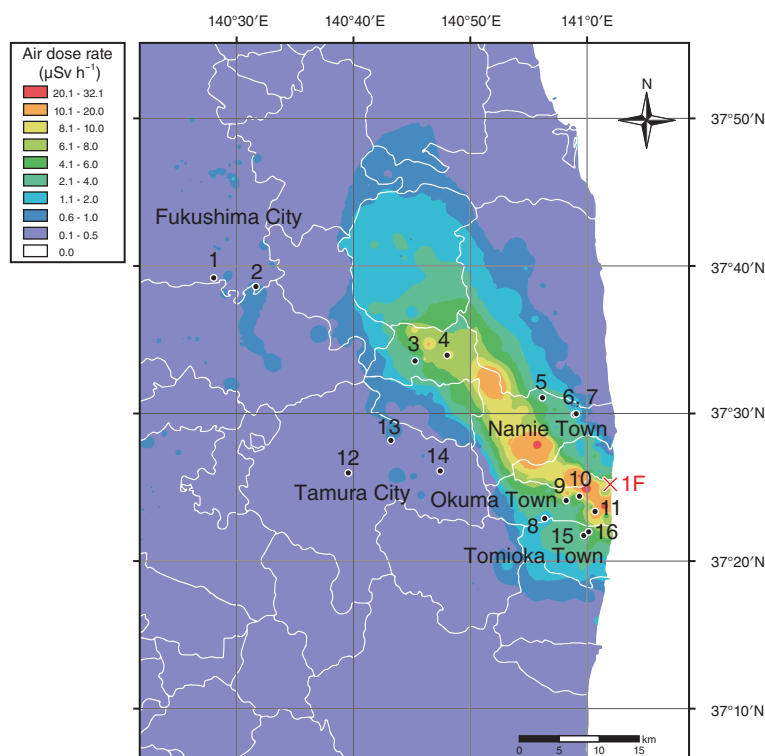 140°30′E 140°40′E 140°50′E 141°0′E
Air dose rate
(μSv h⁻¹)
20.1 - 32.1
10.1 - 20.0
8.1 - 10.0
6.1 - 8.0
4.1 - 6.0
2.1 - 4.0
1.1 - 2.0
0.6 - 1.0
0.1 - 0.5
0.0
N
37°50′N
Fukushima City
1
2
37°40′N
3
4
5
6, 7
37°30′N
Namie Town
13
12
14
Tamura City
9
10
1F
Okuma Town
11
8
15
16
Tomioka Town
37°20′N
37°10′N
km
0 5 10 15